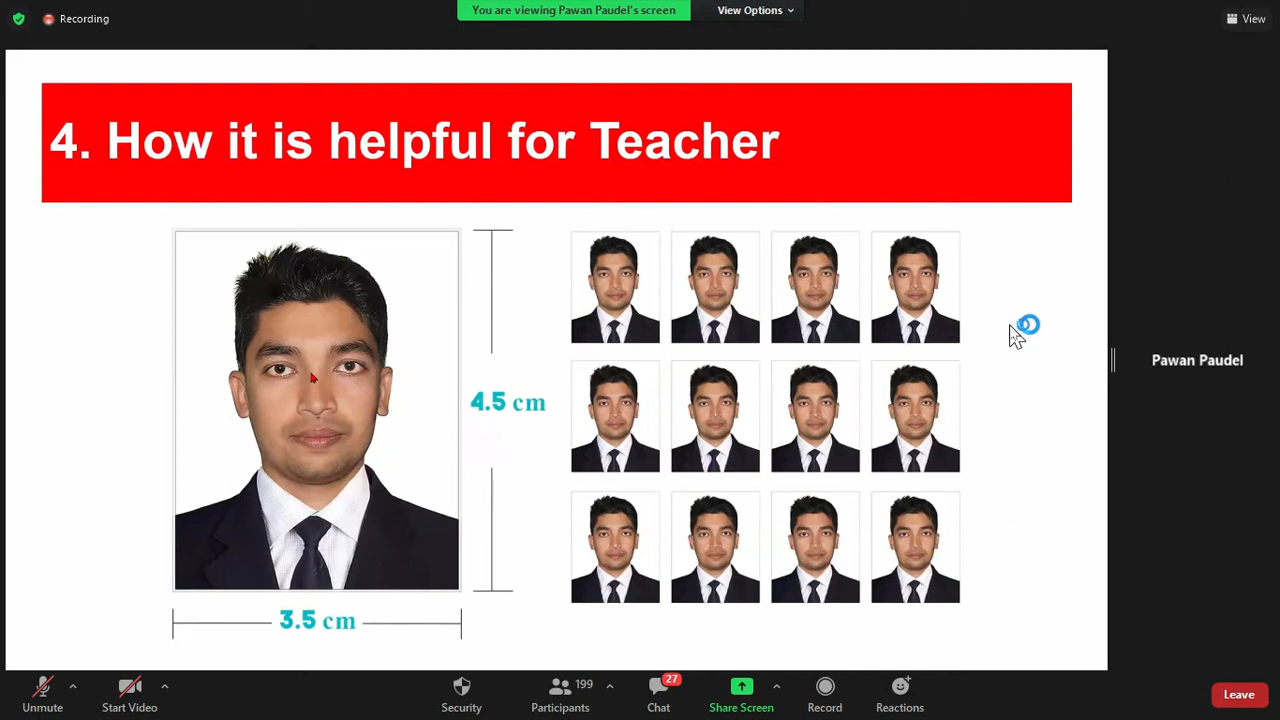 Recording
You are viewing Pawan Paudel's screen
View Options
View
4. How it is helpful for Teacher
4.5 cm
3.5 cm
Pawan Paudel
Unmute
Start Video
Security
199
Participants
27
Chat
Share Screen
Record
Reactions
Leave